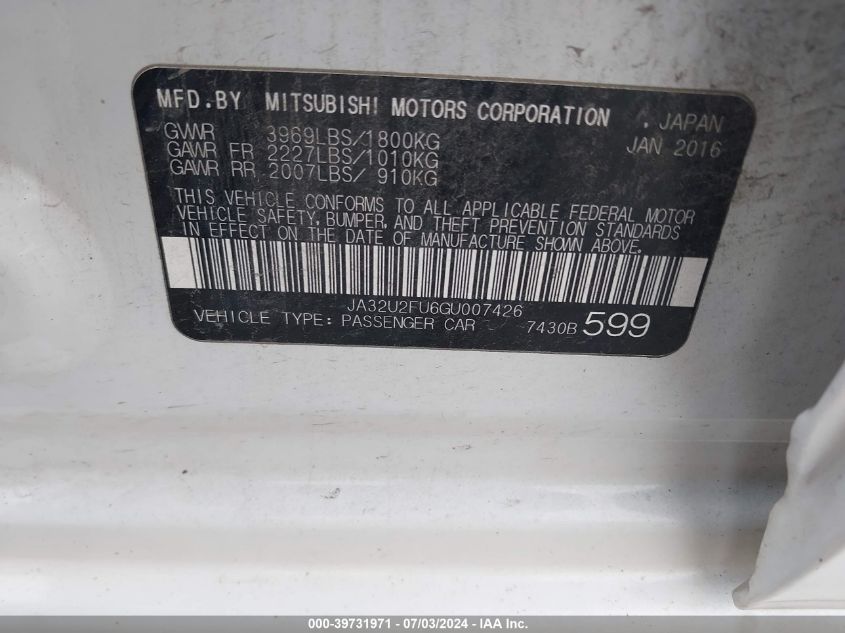 MFD.BY MITSUBISHI MOTORS CORPORATION , JAPAN
GVWR 3969LBS/1800KG JAN 2016
GAWR FR 2227LBS/1010KG
GAWR RR 2007LBS/ 910KG
THIS VEHICLE CONFORMS TO ALL APPLICABLE FEDERAL MOTOR
VEHICLE SAFETY, BUMPER, AND THEFT PREVENTION STANDARDS
IN EFFECT ON THE DATE OF MANUFACTURE SHOWN ABOVE.
JA32U2FU6GU007426
VEHICLE TYPE: PASSENGER CAR 7430B 599
000-39731971 - 07/03/2024 - IAA Inc.